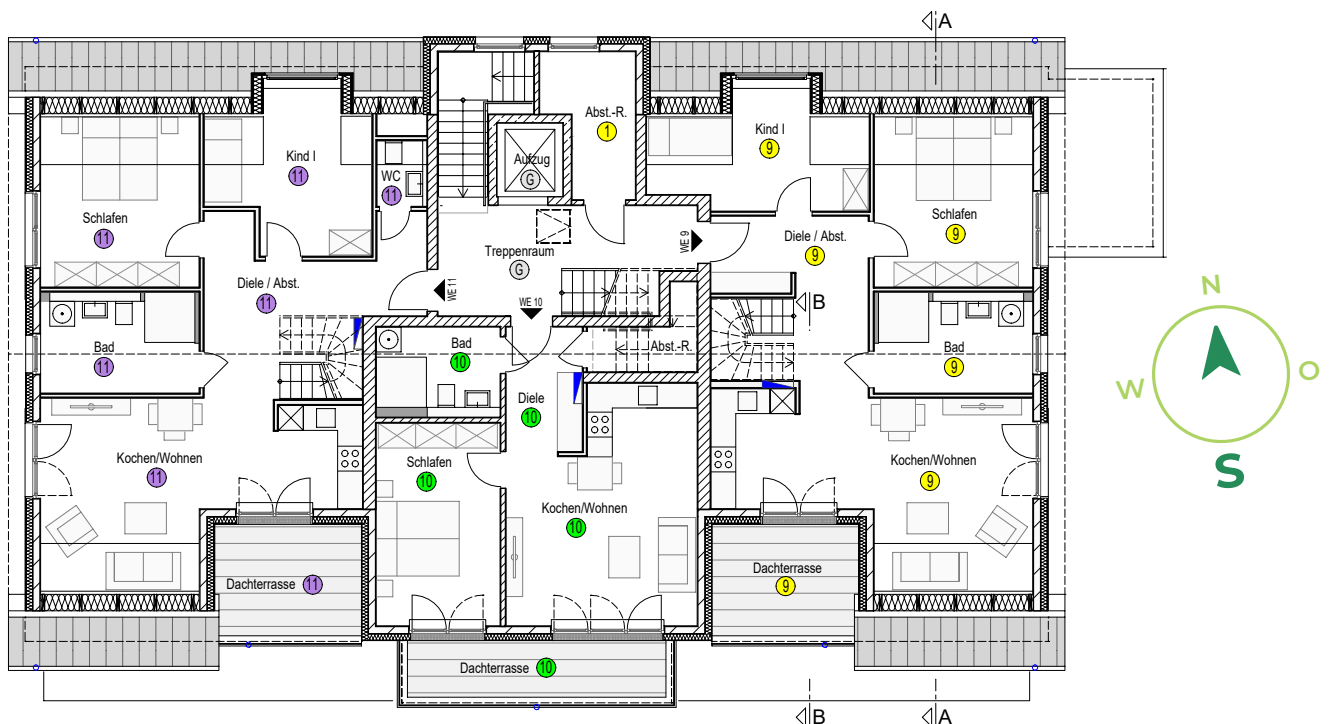 A
Abst.-R.
1
Kind I
11
WC
11
Aufzug
G
Kind I
9
Schlafen
11
Schlafen
9
Treppenraum
G
WE 9
Diele / Abst.
9
Diele / Abst.
11
WE 11
WE 10
B
N
W
O
S
Bad
11
Bad
10
Abst.-R.
Bad
9
Diele
10
Kochen/Wohnen
11
Schlafen
10
Kochen/Wohnen
9
Kochen/Wohnen
10
Dachterrasse 11
Dachterrasse
9
Dachterrasse 10
B
A